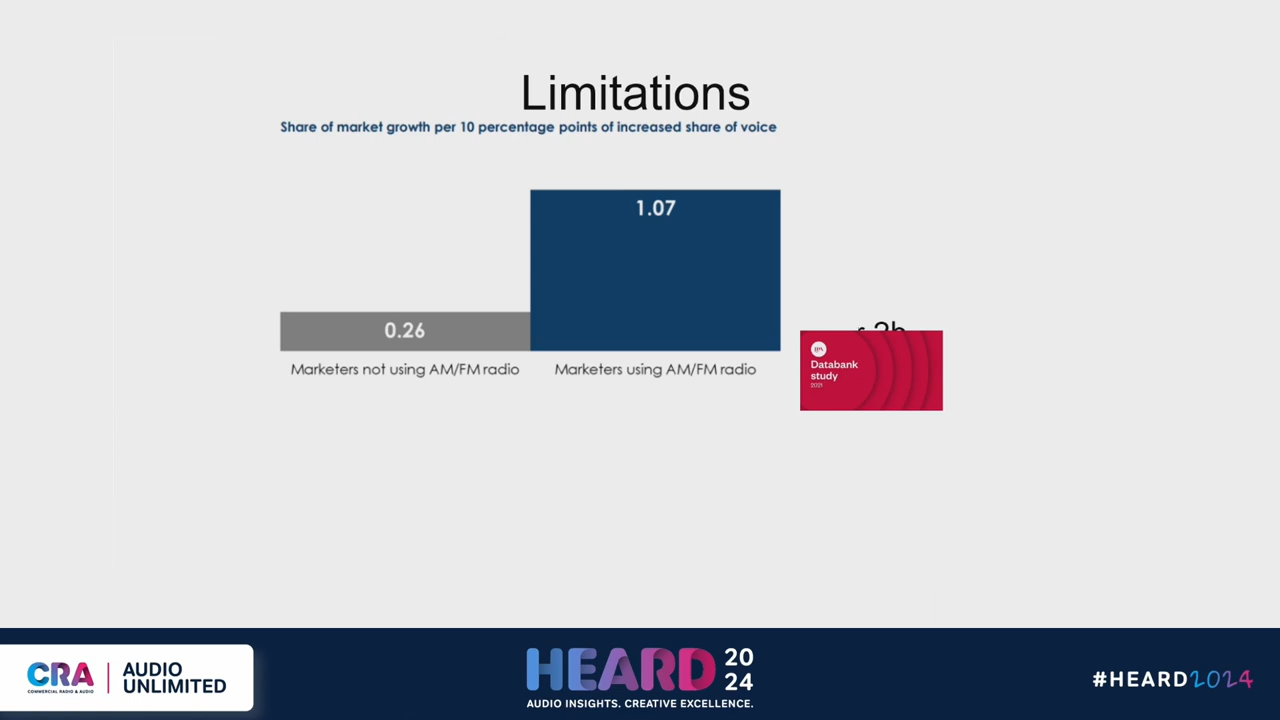 Limitations
Share of market growth per 10 percentage points of increased share of voice
1.07
0.26
Marketers not using AM/FM radio
Marketers using AM/FM radio
IPA
Databank
study
2021
CRA
COMMERCIAL RADIO & AUDIO
AUDIO
UNLIMITED
HEARD
20
24
AUDIO INSIGHTS. CREATIVE EXCELLENCE.
#HEARD2024